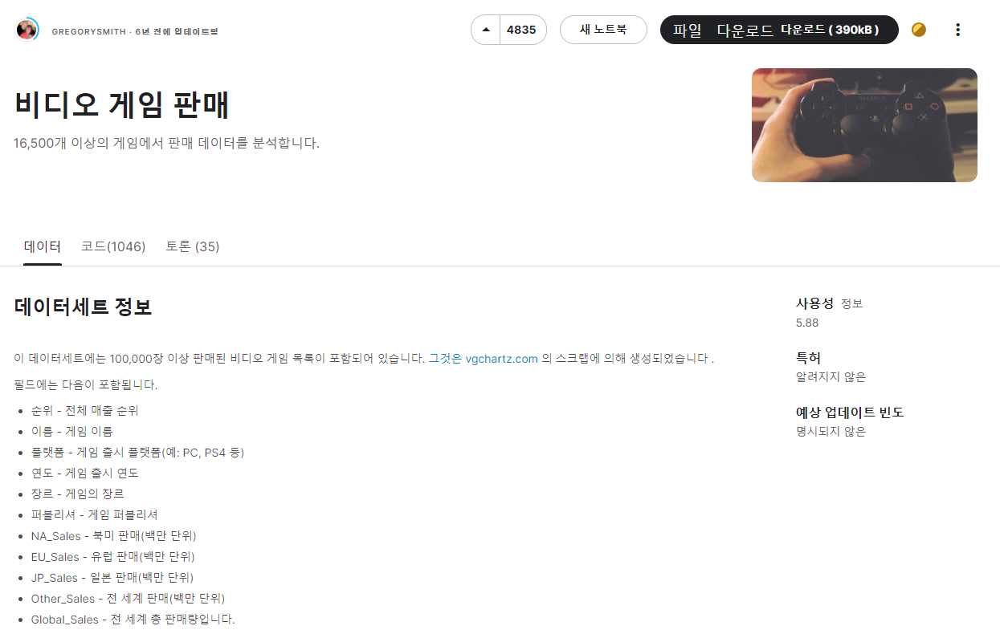 GREGORYSMITH · 6년 전에 업데이트됨
4835
새 노트북
파일 다운로드 다운로드 ( 390kB )
비디오 게임 판매
16,500개 이상의 게임에서 판매 데이터를 분석합니다.
SONY
데이터 코드(1046) 토론 (35)
데이터세트 정보
이 데이터세트에는 100,000장 이상 판매된 비디오 게임 목록이 포함되어 있습니다. 그것은 vgchartz.com 의 스크랩에 의해 생성되었습니다 .
필드에는 다음이 포함됩니다.
• 순위 - 전체 매출 순위
• 이름 - 게임 이름
• 플랫폼 - 게임 출시 플랫폼(예: PC, PS4 등)
• 연도 - 게임 출시 연도
• 장르 - 게임의 장르
• 퍼블리셔 - 게임 퍼블리셔
• NA_Sales - 북미 판매(백만 단위)
• EU_Sales - 유럽 판매(백만 단위)
• JP_Sales - 일본 판매(백만 단위)
• Other_Sales - 전 세계 판매(백만 단위)
• Global_Sales - 전 세계 총 판매량입니다.
사용성 정보
5.88
특허
알려지지 않은
예상 업데이트 빈도
명시되지 않은